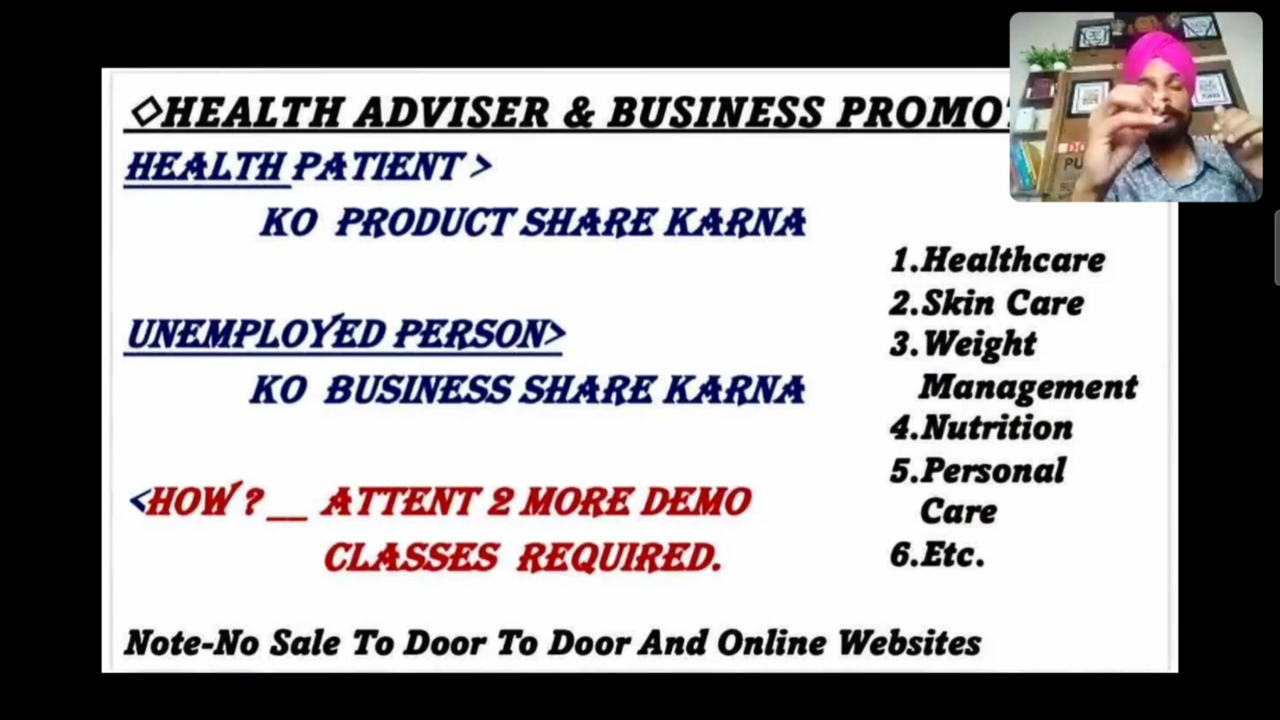 ◇HEALTH ADVISER & BUSINESS
HEALTH PATIENT >
KO PRODUCT SHARE KARNA
UNEMPLOYED PERSON>
KO BUSINESS SHARE KARNA
<HOW ? __ ATTENT 2 MORE DEMO
CLASSES REQUIRED.
1.Healthcare
2.Skin Care
3.Weight
Management
4.Nutrition
5.Personal
Care
6.Etc.
Note-No Sale To Door To Door And Online Websites